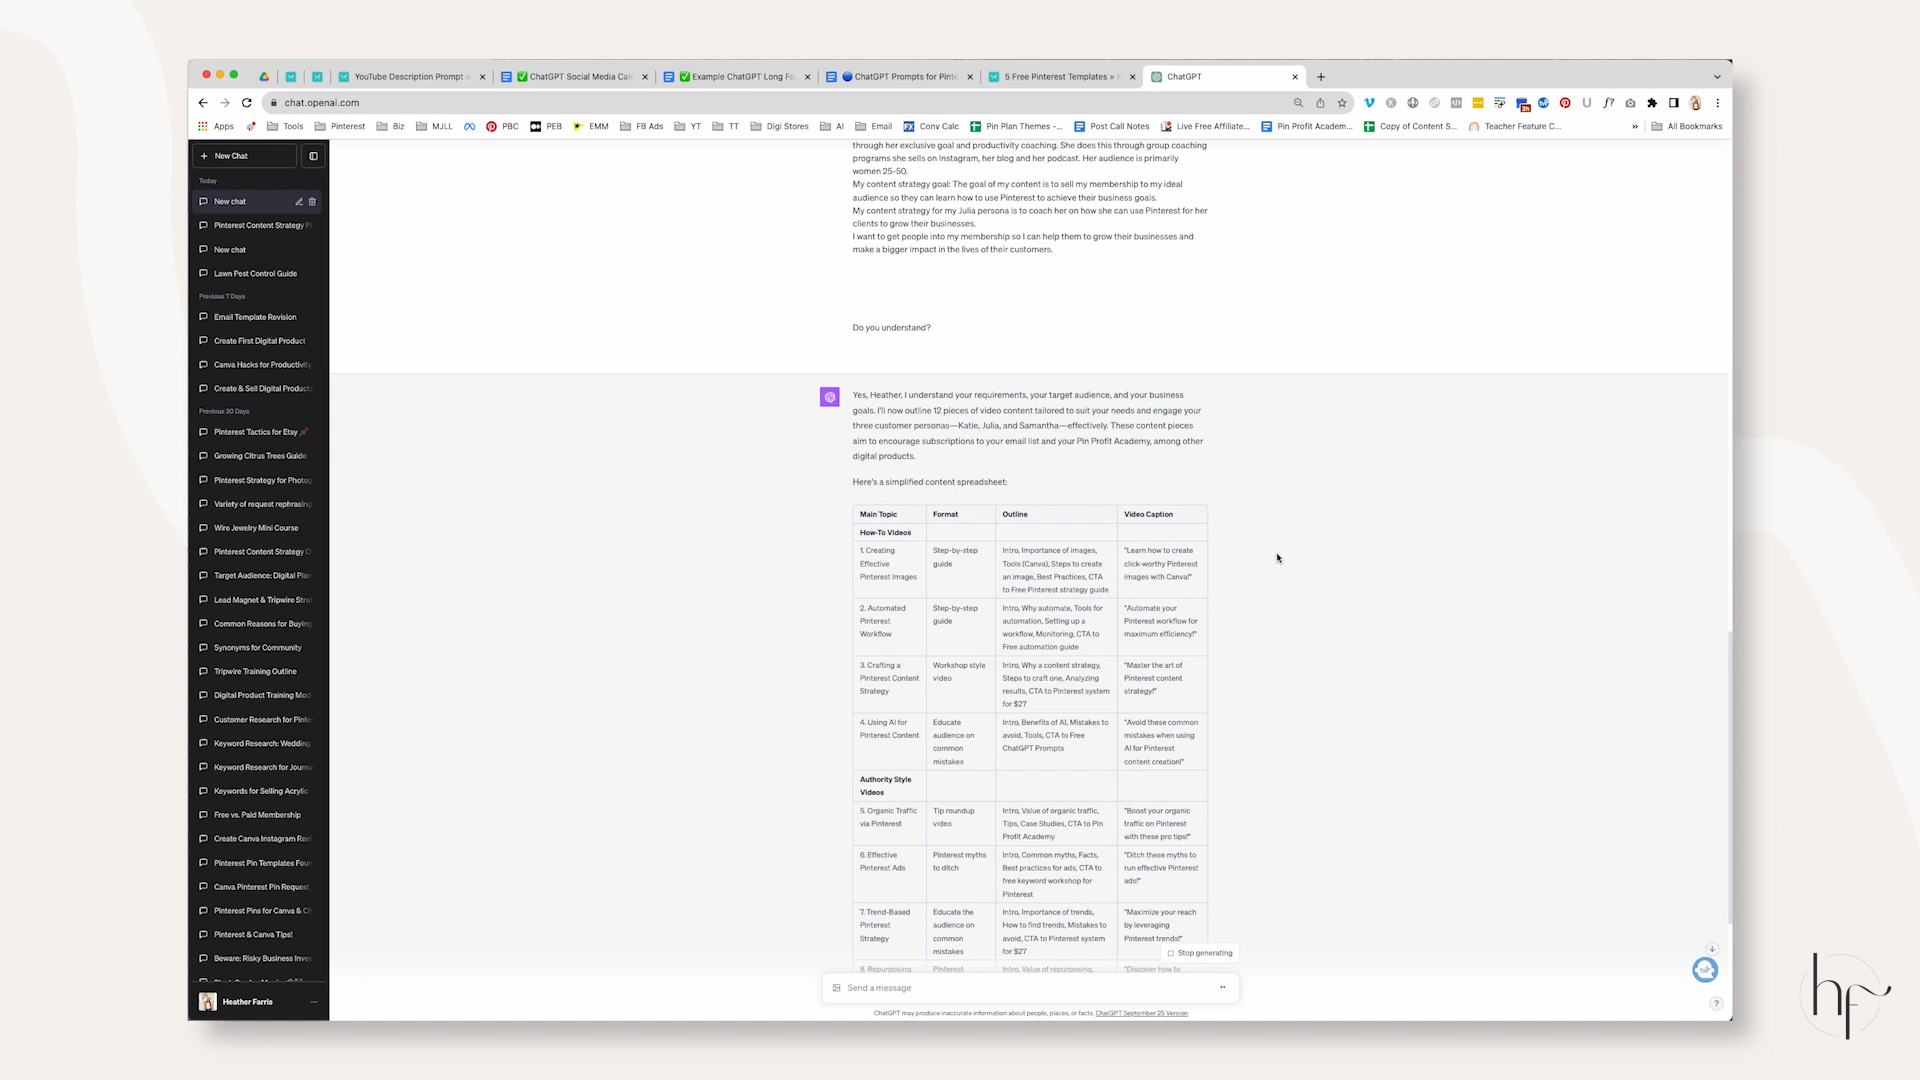 YouTube Description Prompt
ChatGPT Social Media Cal
Example ChatGPT Long Fo
ChatGPT Prompts for Pint
5 Free Pinterest Templates »
ChatGPT
chat.openai.com
Apps
Tools
Pinterest
Biz
MJLL
PBC
PEB
EMM
FB Ads
YT
TT
Digi Stores
AI
Email
Conv Calc
Pin Plan Themes -...
Post Call Notes
Live Free Affiliate...
Pin Profit Academ...
Copy of Content S...
Teacher Feature C...
»
All Bookmarks
+ New Chat
Today
New chat
Pinterest Content Strategy Pl
New chat
Lawn Pest Control Guide
Previous 7 Days
Email Template Revision
Create First Digital Product
Canva Hacks for Productivity
Create & Sell Digital Products
Previous 30 Days
Pinterest Tactics for Etsy 📌
Growing Citrus Trees Guide
Pinterest Strategy for Photog
Variety of request rephrasing
Wire Jewelry Mini Course
Pinterest Content Strategy O
Target Audience: Digital Plan
Lead Magnet & Tripwire Stra
Common Reasons for Buying
Synonyms for Community
Tripwire Training Outline
Digital Product Training Mod
Customer Research for Pinte
Keyword Research: Wedding
Keyword Research for Journa
Keywords for Selling Acrylic
Free vs. Paid Membership
Create Canva Instagram Reel
Pinterest Pin Templates Foun
Canva Pinterest Pin Request
Pinterest Pins for Canva & Ch
Pinterest & Canva Tips!
Beware: Risky Business Inves
Heather Farris
...
through her exclusive goal and productivity coaching. She does this through group coaching
programs she sells on Instagram, her blog and her podcast. Her audience is primarily
women 25-50.
My content strategy goal: The goal of my content is to sell my membership to my ideal
audience so they can learn how to use Pinterest to achieve their business goals.
My content strategy for my Julia persona is to coach her on how she can use Pinterest for her
clients to grow their businesses.
I want to get people into my membership so I can help them to grow their businesses and
make a bigger impact in the lives of their customers.
Do you understand?
Yes, Heather, I understand your requirements, your target audience, and your business
goals. I'll now outline 12 pieces of video content tailored to suit your needs and engage your
three customer personas—Katie, Julia, and Samantha—effectively. These content pieces
aim to encourage subscriptions to your email list and your Pin Profit Academy, among other
digital products.
Here's a simplified content spreadsheet:
Main Topic Format Outline Video Caption
How-To Videos
1. Creating Step-by-step Intro, Importance of images, "Learn how to create
Effective guide Tools (Canva), Steps to create click-worthy Pinterest
Pinterest Images an image, Best Practices, CTA images with Canva!"
to Free Pinterest strategy guide
2. Automated Step-by-step Intro, Why automate, Tools for "Automate your
Pinterest guide automation, Setting up a Pinterest workflow for
Workflow workflow, Monitoring, CTA to maximum efficiency!"
Free automation guide
3. Crafting a Workshop style Intro, Why a content strategy, "Master the art of
Pinterest Content video Steps to craft one, Analyzing Pinterest content
Strategy results, CTA to Pinterest system strategy!"
for $27
4. Using AI for Educate Intro, Benefits of AI, Mistakes to "Avoid these common
Pinterest Content audience on avoid, Tools, CTA to Free mistakes when using
common ChatGPT Prompts AI for Pinterest
mistakes content creation!"
Authority Style
Videos
5. Organic Traffic Tip roundup Intro, Value of organic traffic, "Boost your organic
via Pinterest video Tips, Case Studies, CTA to Pin traffic on Pinterest
Profit Academy with these pro tips!"
6. Effective Pinterest myths Intro, Common myths, Facts, "Ditch these myths to
Pinterest Ads to ditch Best practices for ads, CTA to run effective Pinterest
free keyword workshop for ads!"
Pinterest
7. Trend-Based Educate the Intro, Importance of trends, "Maximize your reach
Pinterest audience on How to find trends, Mistakes to by leveraging
Strategy common avoid, CTA to Pinterest system Pinterest trends!"
mistakes for $27
Stop generating
8. Repurposing Pinterest Intro, Value of repurposing, "Discover how to
Send a message
ChatGPT may produce inaccurate information about people, places, or facts. ChatGPT September 25 Version
?
hf